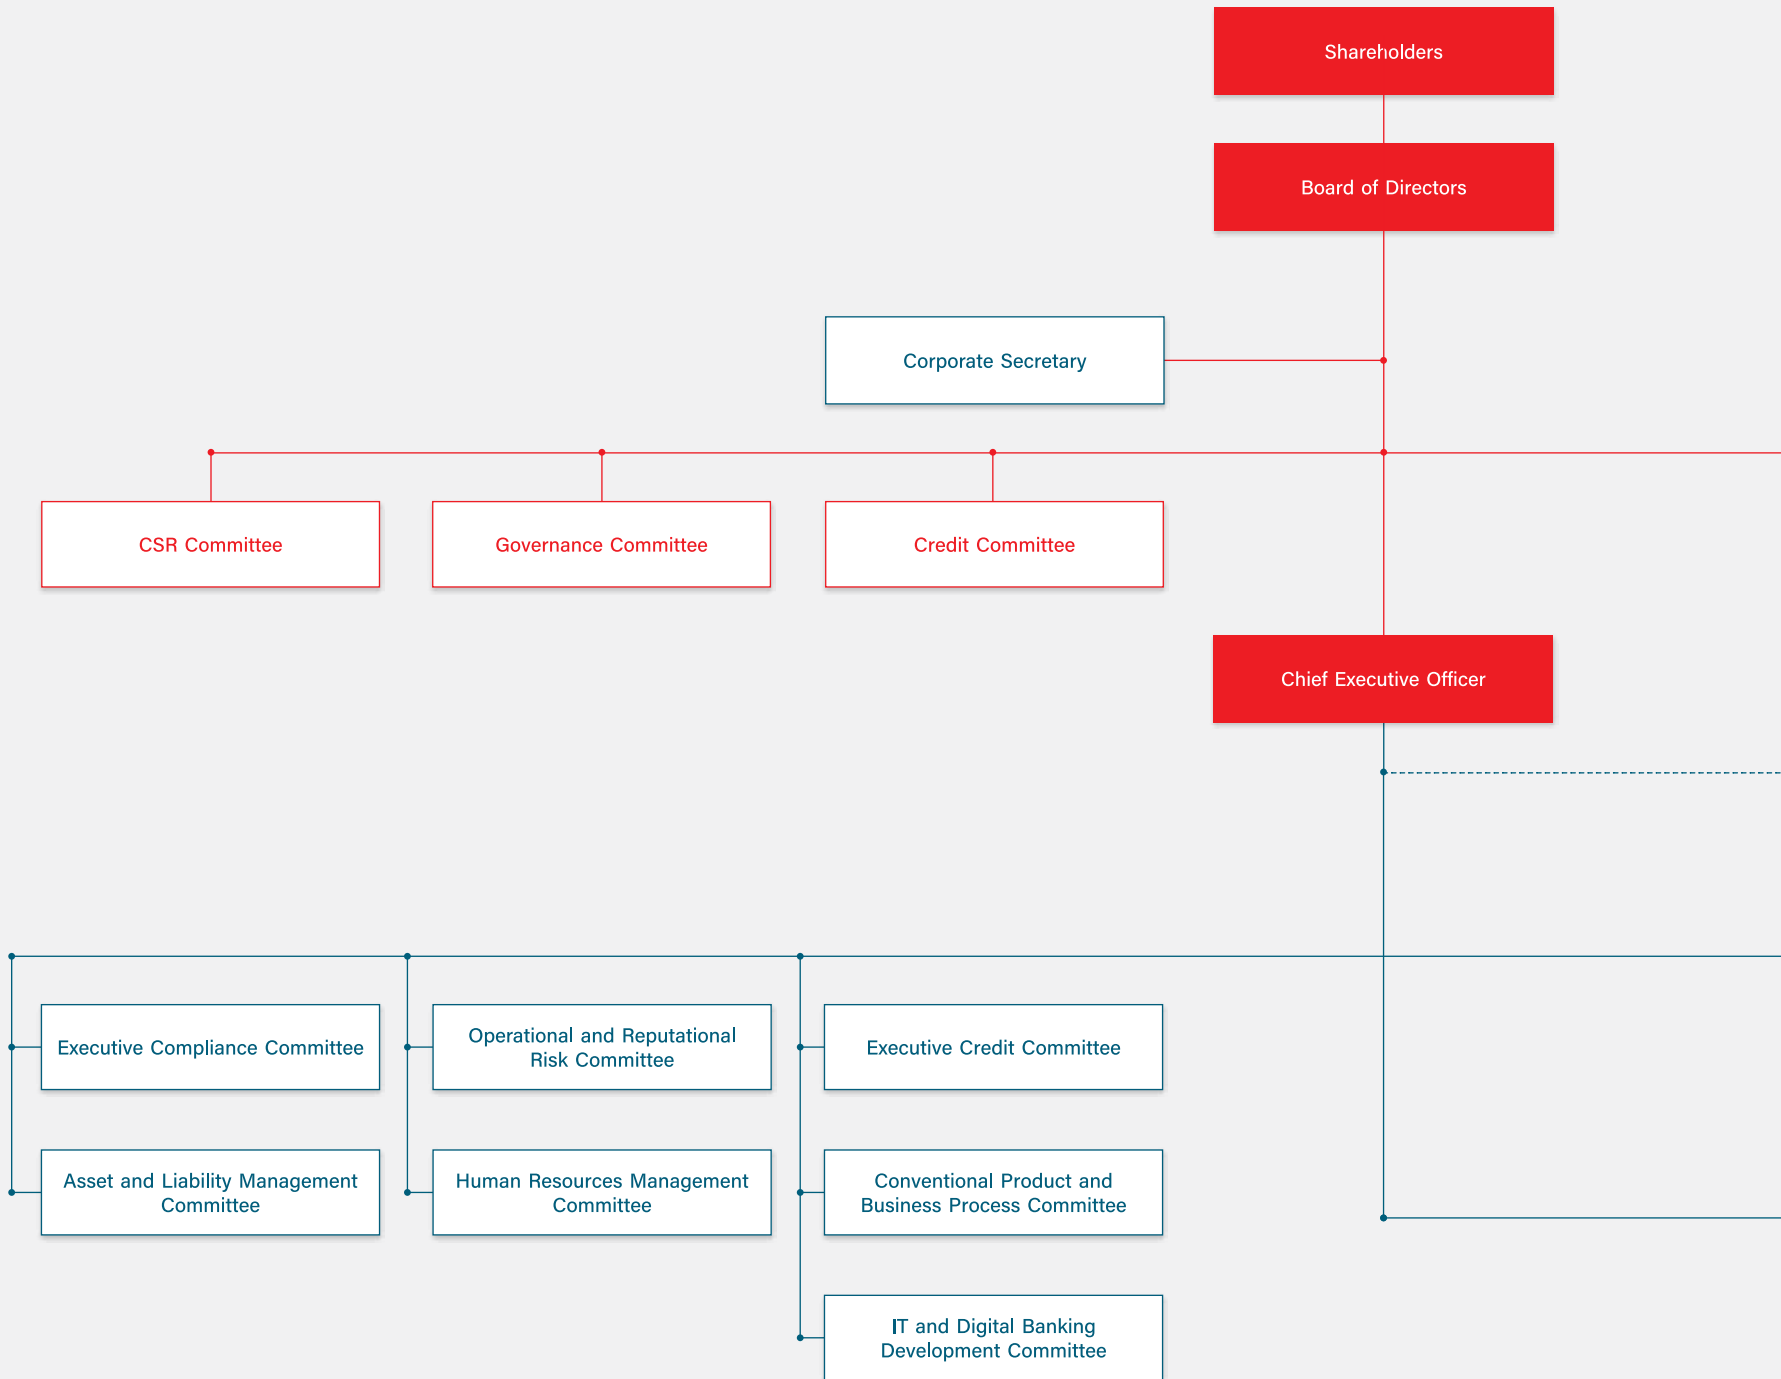 Shareholders
Board of Directors
Corporate Secretary
CSR Committee
Governance Committee
Credit Committee
Chief Executive Officer
Executive Compliance Committee
Operational and Reputational
Risk Committee
Executive Credit Committee
Asset and Liability Management
Committee
Human Resources Management
Committee
Conventional Product and
Business Process Committee
IT and Digital Banking
Development Committee